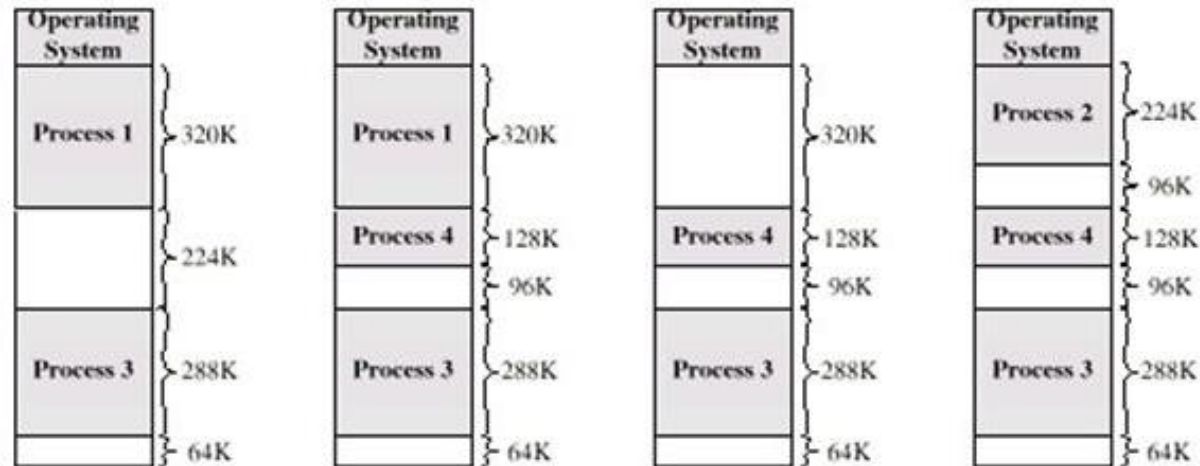 Operating
System
Process 1
320K
224K
Process 3
288K
64K
Operating
System
Process 1
320K
Process 4
128K
96K
Process 3
288K
64K
Operating
System
320K
Process 4
128K
96K
Process 3
288K
64K
Operating
System
Process 2
224K
96K
Process 4
128K
96K
Process 3
288K
64K